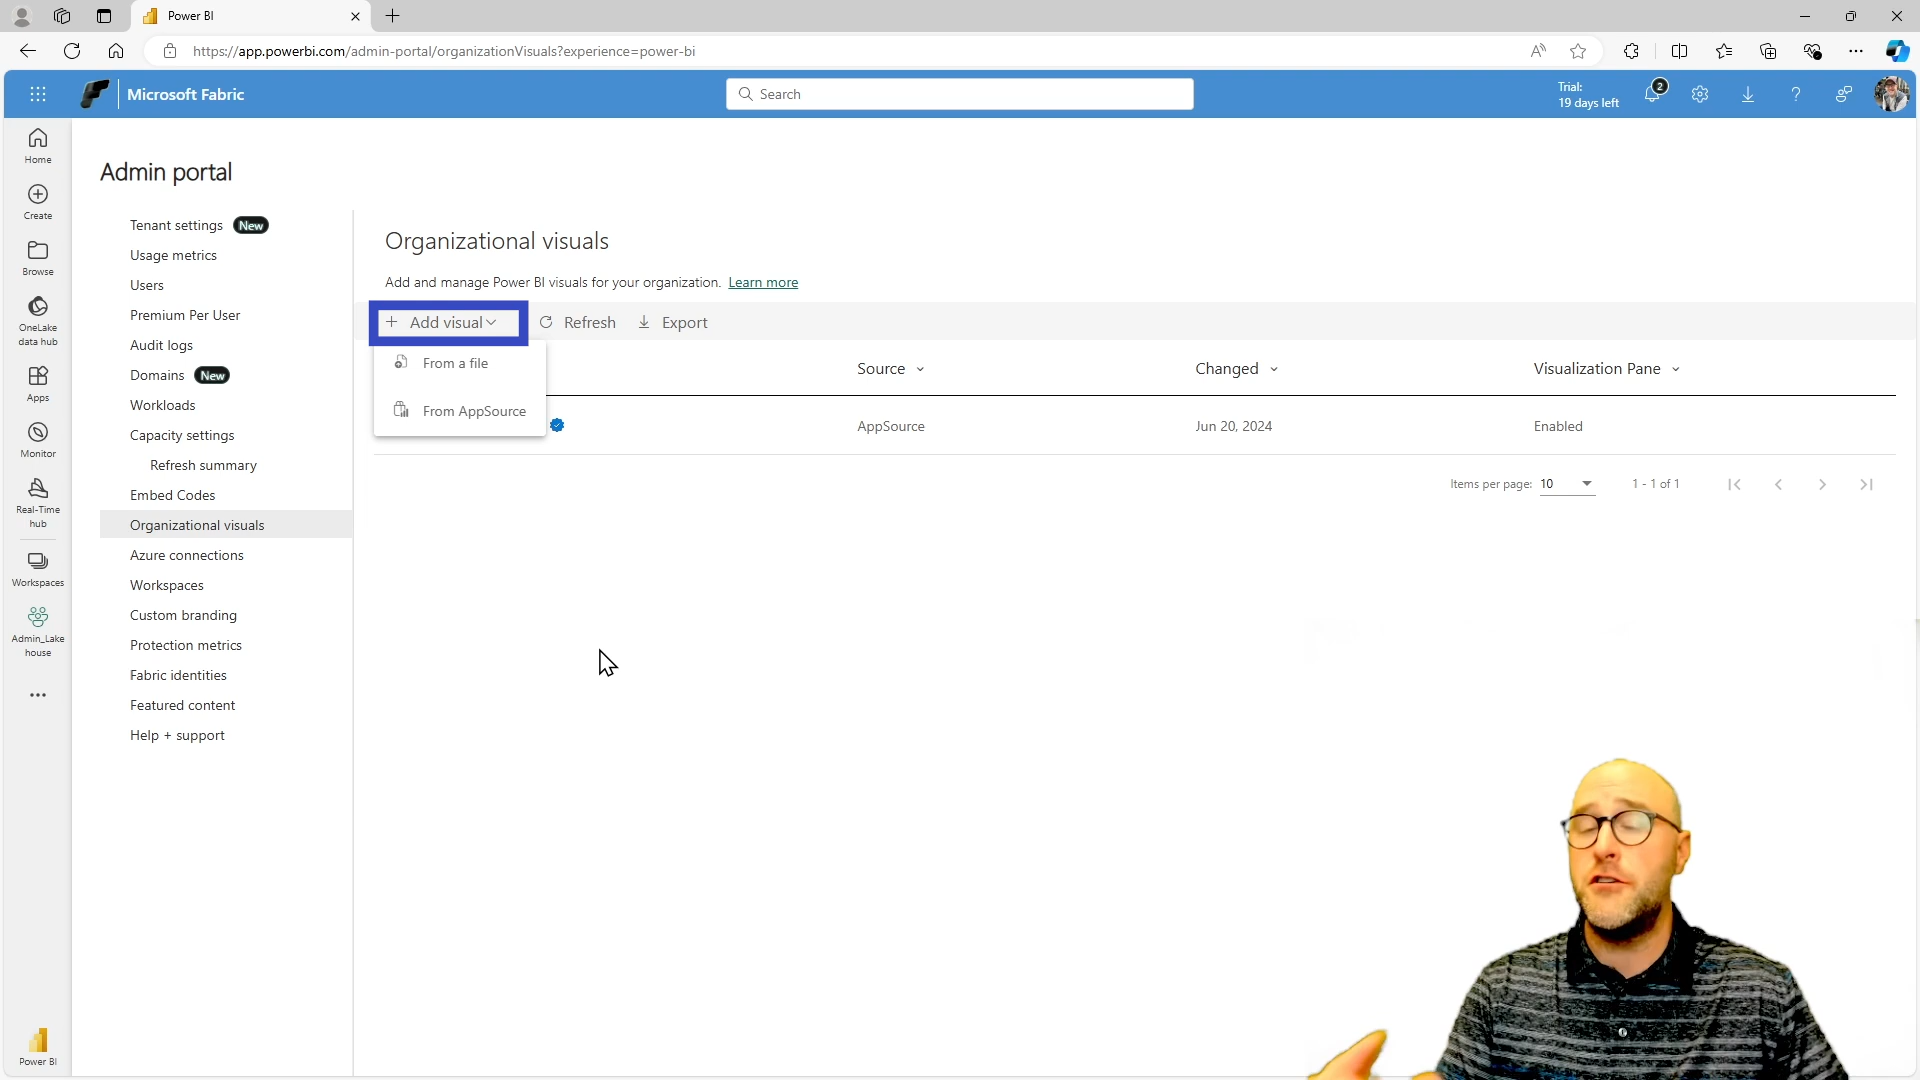 Power BI
https://app.powerbi.com/admin-portal/organizationVisuals?experience=power-bi
Microsoft Fabric
Search
Trial:
19 days left
2
Home
Create
Browse
OneLake
data hub
Apps
Monitor
Real-Time
hub
Workspaces
Admin_Lake
house
Power BI
Admin portal
Tenant settings New
Usage metrics
Users
Premium Per User
Audit logs
Domains New
Workloads
Capacity settings
Refresh summary
Embed Codes
Organizational visuals
Azure connections
Workspaces
Custom branding
Protection metrics
Fabric identities
Featured content
Help + support
Organizational visuals
Add and manage Power BI visuals for your organization. Learn more
+ Add visual Refresh Export
From a file
From AppSource
Source Changed Visualization Pane
AppSource Jun 20, 2024 Enabled
Items per page: 10 1 - 1 of 1